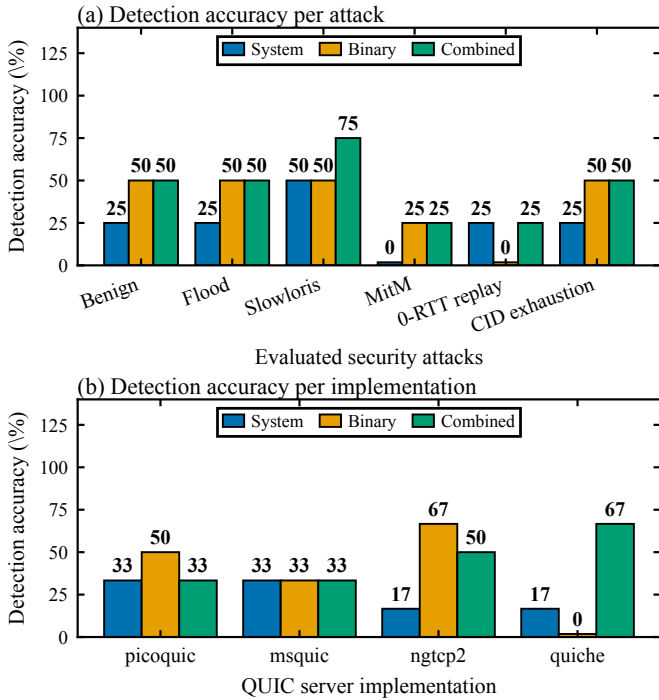 (a) Detection accuracy per attack
Detection accuracy (\%)
125
100
75
50
25
0
System Binary Combined
25 50 50 25 50 50 50 50 75 0 25 25 25 0 25 25 50 50
Benign Flood Slowloris MitM 0-RTT replay CID exhaustion
Evaluated security attacks
(b) Detection accuracy per implementation
Detection accuracy (\%)
125
100
75
50
25
0
System Binary Combined
33 50 33 33 33 33 17 67 50 17 0 67
picoquic msquic ngtcp2 quiche
QUIC server implementation